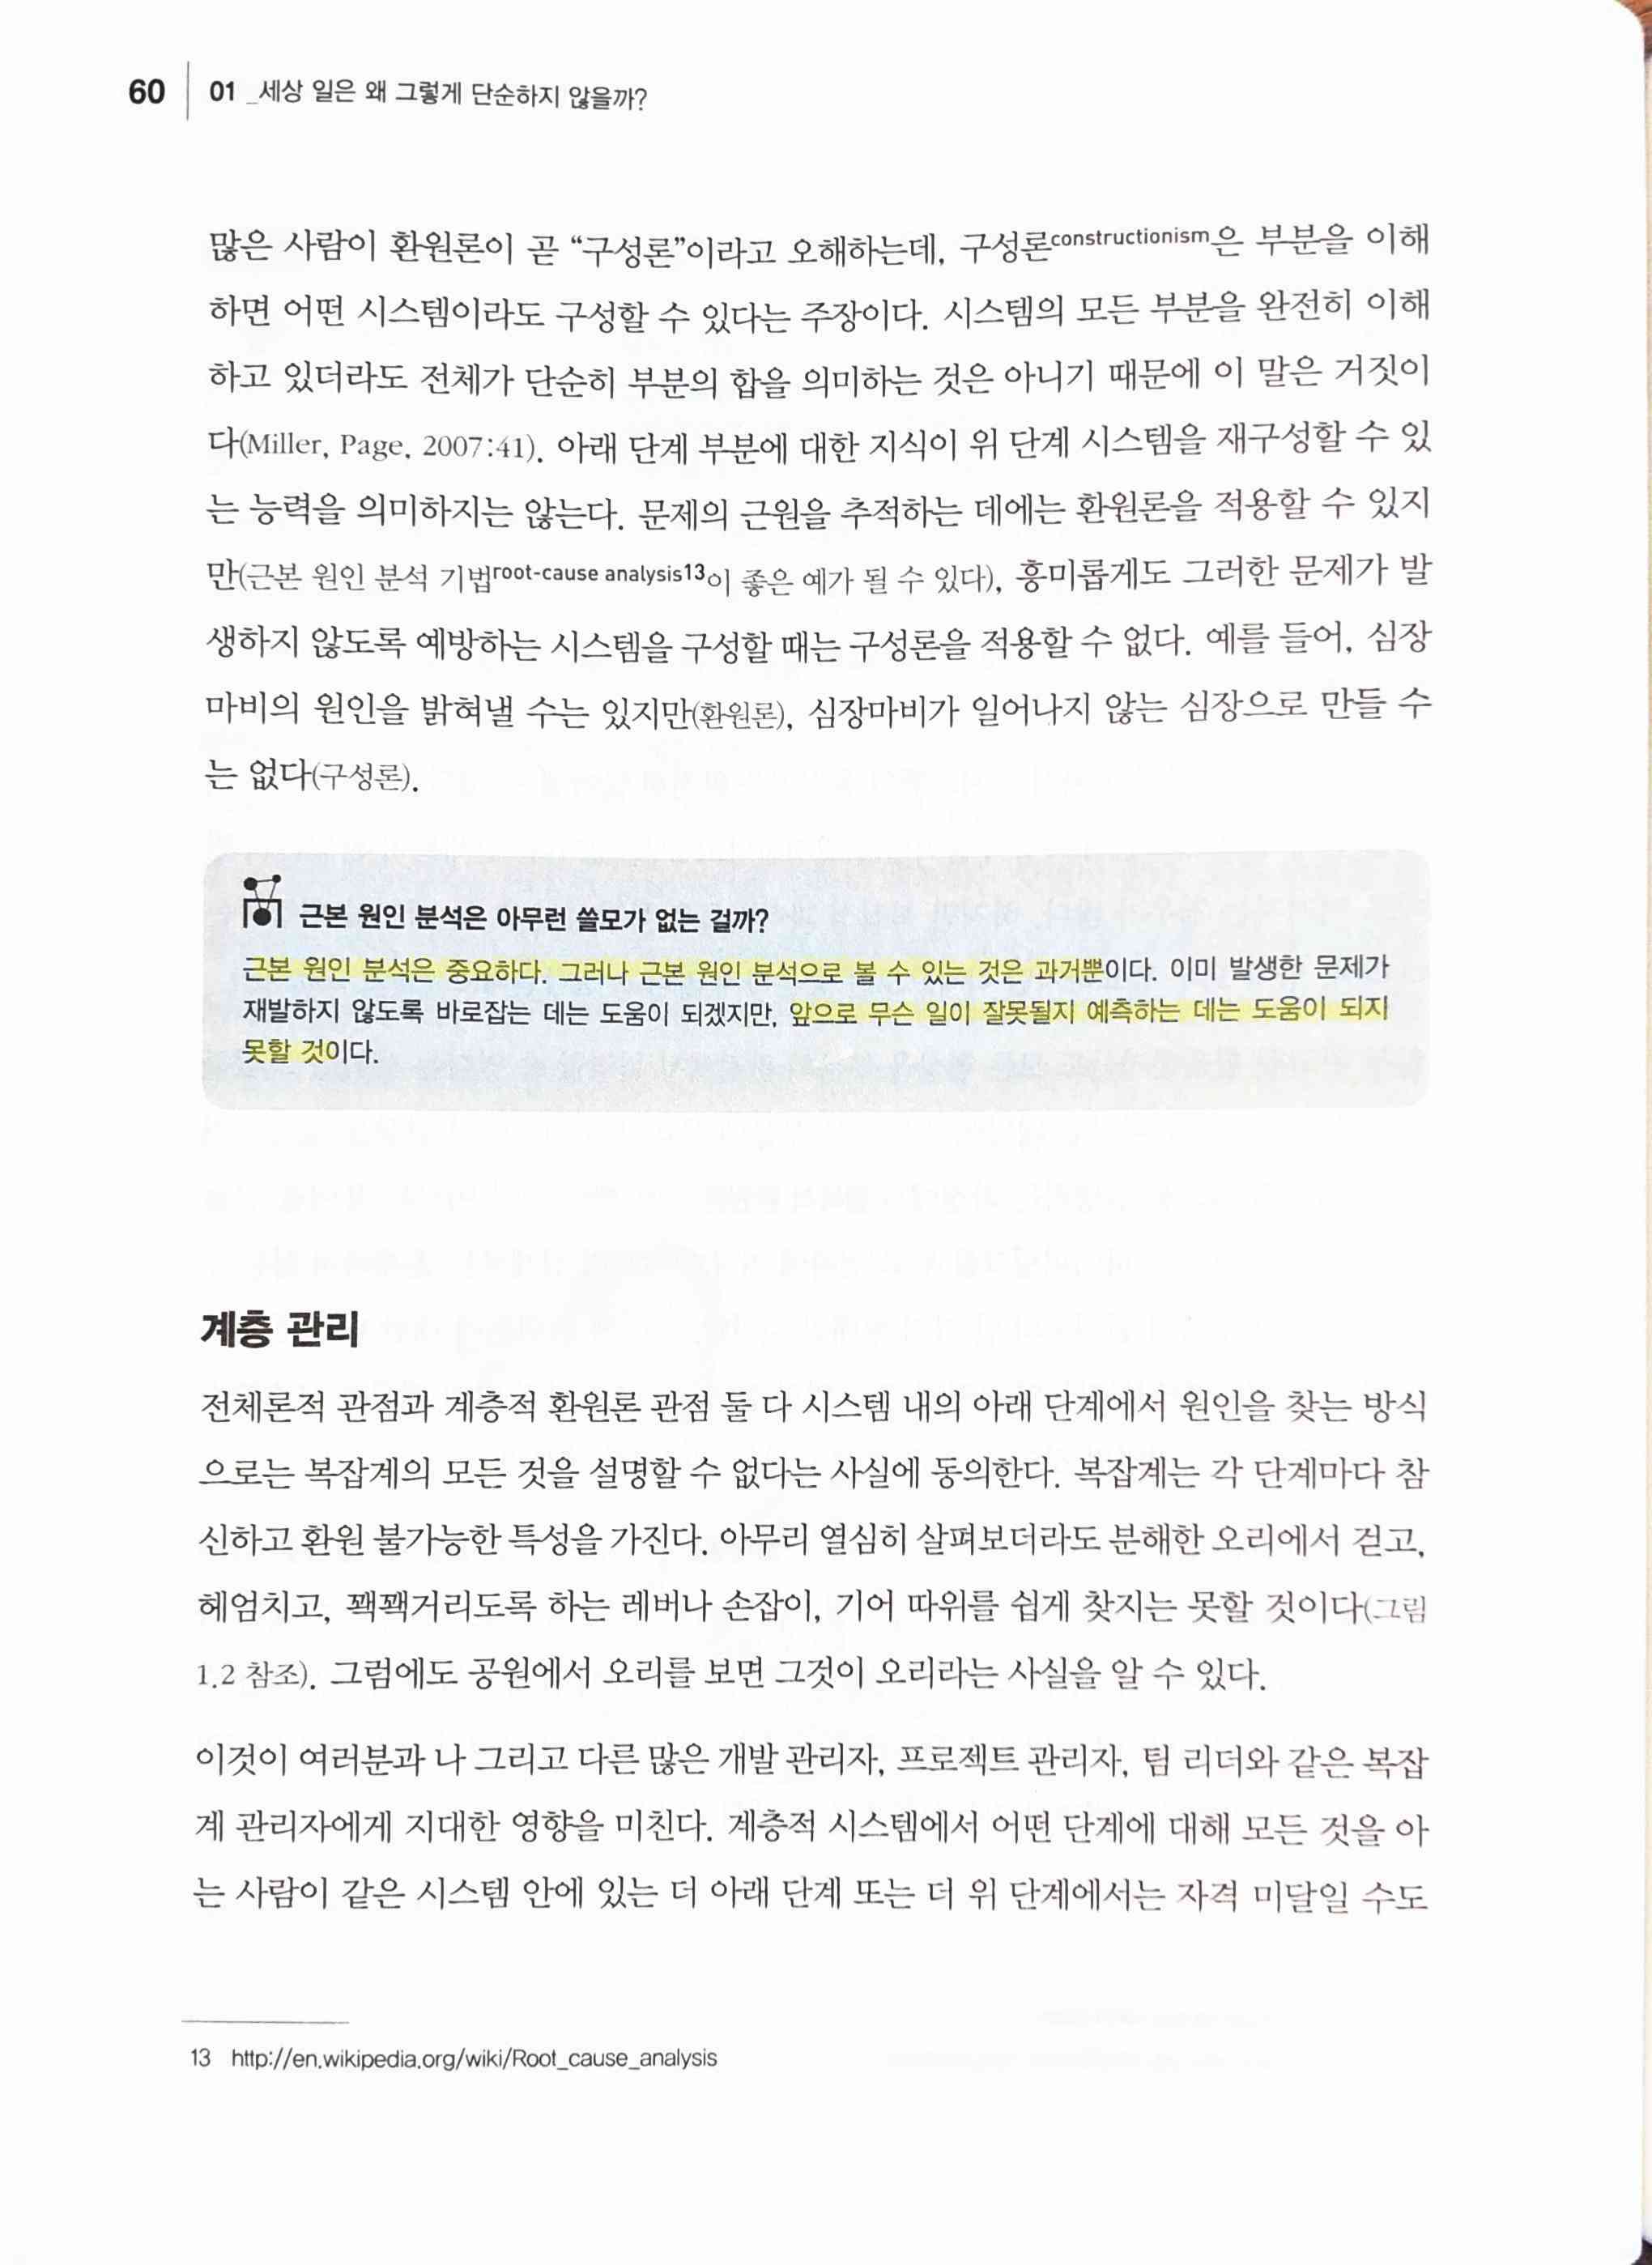 60 01 _세상 일은 왜 그렇게 단순하지 않을까?
많은 사람이 환원론이 곧 “구성론”이라고 오해하는데, 구성론constructionism은 부분을 이해
하면 어떤 시스템이라도 구성할 수 있다는 주장이다. 시스템의 모든 부분을 완전히 이해
하고 있더라도 전체가 단순히 부분의 합을 의미하는 것은 아니기 때문에 이 말은 거짓이
다(Miller, Page, 2007:41). 아래 단계 부분에 대한 지식이 위 단계 시스템을 재구성할 수 있
는 능력을 의미하지는 않는다. 문제의 근원을 추적하는 데에는 환원론을 적용할 수 있지
만(근본 원인 분석 기법root-cause analysis13이 좋은 예가 될 수 있다), 흥미롭게도 그러한 문제가 발
생하지 않도록 예방하는 시스템을 구성할 때는 구성론을 적용할 수 없다. 예를 들어, 심장
마비의 원인을 밝혀낼 수는 있지만(환원론), 심장마비가 일어나지 않는 심장으로 만들 수
는 없다(구성론).
근본 원인 분석은 아무런 쓸모가 없는 걸까?
근본 원인 분석은 중요하다. 그러나 근본 원인 분석으로 볼 수 있는 것은 과거뿐이다. 이미 발생한 문제가
재발하지 않도록 바로잡는 데는 도움이 되겠지만, 앞으로 무슨 일이 잘못될지 예측하는 데는 도움이 되지
못할 것이다.
계층 관리
전체론적 관점과 계층적 환원론 관점 둘 다 시스템 내의 아래 단계에서 원인을 찾는 방식
으로는 복잡계의 모든 것을 설명할 수 없다는 사실에 동의한다. 복잡계는 각 단계마다 참
신하고 환원 불가능한 특성을 가진다. 아무리 열심히 살펴보더라도 분해한 오리에서 걷고,
헤엄치고, 꽥꽥거리도록 하는 레버나 손잡이, 기어 따위를 쉽게 찾지는 못할 것이다(그림
1.2 참조). 그럼에도 공원에서 오리를 보면 그것이 오리라는 사실을 알 수 있다.
이것이 여러분과 나 그리고 다른 많은 개발 관리자, 프로젝트 관리자, 팀 리더와 같은 복잡
계 관리자에게 지대한 영향을 미친다. 계층적 시스템에서 어떤 단계에 대해 모든 것을 아
는 사람이 같은 시스템 안에 있는 더 아래 단계 또는 더 위 단계에서는 자격 미달일 수도
13 http://en.wikipedia.org/wiki/Root_cause_analysis